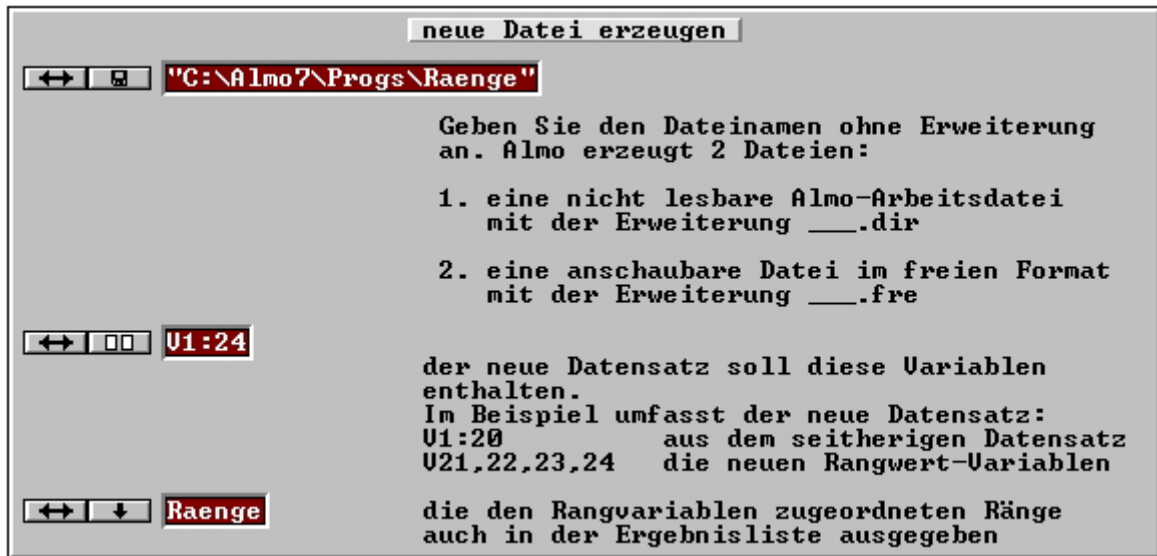 neue Datei erzeugen
"C:\Almo7\Progs\Raenge"
Geben Sie den Dateinamen ohne Erweiterung
an. Almo erzeugt 2 Dateien:
1. eine nicht lesbare Almo-Arbeitsdatei
mit der Erweiterung ___.dir
2. eine anschaubare Datei im freien Format
mit der Erweiterung ___.fre
V1:24
der neue Datensatz soll diese Variablen
enthalten.
Im Beispiel umfasst der neue Datensatz:
V1:20 aus dem seitherigen Datensatz
V21,22,23,24 die neuen Rangwert-Variablen
Raenge
die den Rangvariablen zugeordneten Ränge
auch in der Ergebnisliste ausgegeben